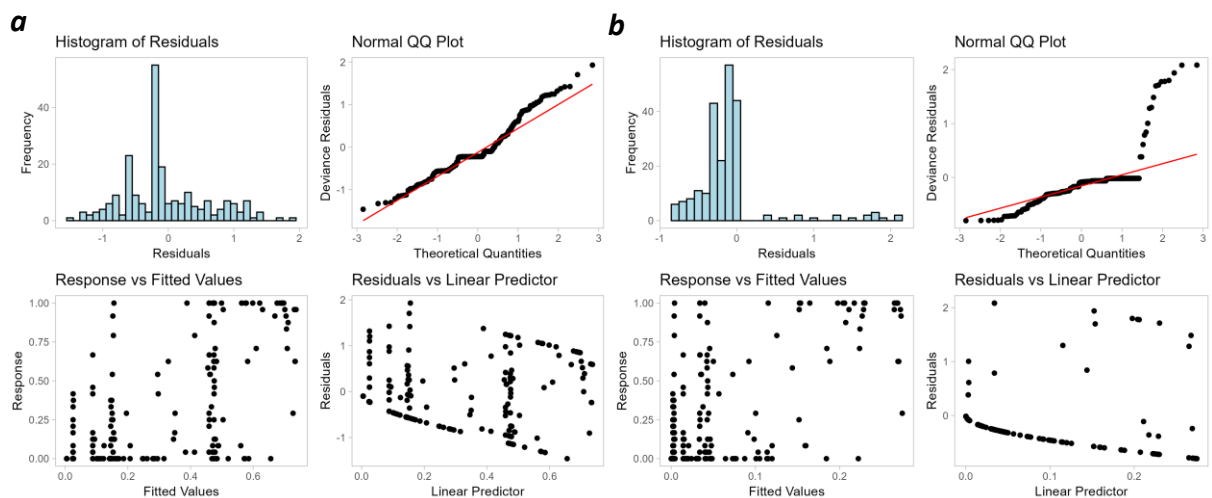 a
b
Histogram of Residuals
Frequency
0
20
40
-1
0
1
2
Residuals
Normal QQ Plot
Deviance Residuals
-1
0
1
2
-3
-2
-1
0
1
2
3
Theoretical Quantities
Histogram of Residuals
Frequency
0
20
40
-1
0
1
2
Residuals
Normal QQ Plot
Deviance Residuals
0
1
2
-3
-2
-1
0
1
2
3
Theoretical Quantities
Response vs Fitted Values
Response
0.00
0.25
0.50
0.75
1.00
0.0
0.2
0.4
0.6
Fitted Values
Residuals vs Linear Predictor
Residuals
-1
0
1
2
0.0
0.2
0.4
0.6
Linear Predictor
Response vs Fitted Values
Response
0.00
0.25
0.50
0.75
1.00
0.0
0.1
0.2
Fitted Values
Residuals vs Linear Predictor
Residuals
0
1
2
0.0
0.1
0.2
Linear Predictor